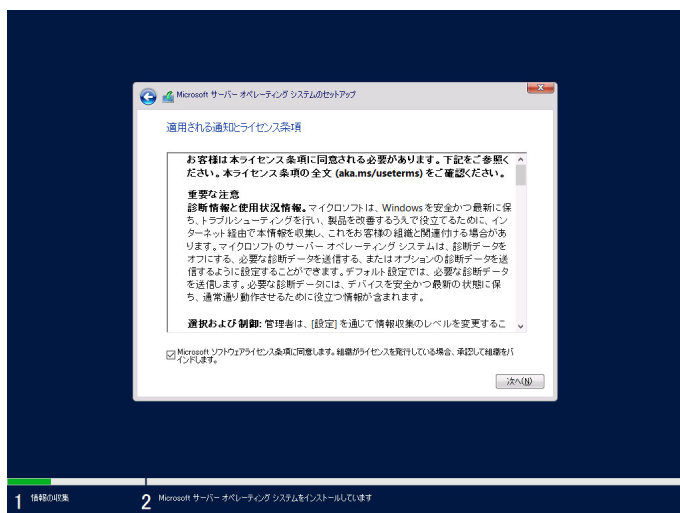 Microsoft サーバー オペレーティング システムのセットアップ
適用される通知とライセンス条項
お客様は本ライセンス条項に同意される必要があります。下記をご参照く
ださい。本ライセンス条項の全文 (aka.ms/useterms) をご確認ください。
重要な注意
診断情報と使用状況情報。マイクロソフトは、Windows を安全かつ最新に保
ち、トラブルシューティングを行い、製品を改善するうえで役立てるために、イン
ターネット経由で本情報を収集し、これをお客様の組織と関連付ける場合があ
ります。マイクロソフトのサーバー オペレーティング システムは、診断データを
オフにする、必要な診断データを送信する、またはオプションの診断データを送
信するように設定することができます。デフォルト設定では、必要な診断データ
を送信します。必要な診断データには、デバイスを安全かつ最新の状態に保
ち、通常通り動作させるために役立つ情報が含まれます。
選択および制御: 管理者は、[設定] を通じて情報収集のレベルを変更するこ
Microsoft ソフトウェアライセンス条項に同意します。組織がライセンスを発行している場合、承認して組織をバ
インドします。
次へ(N)
1 情報の収集
2 Microsoft サーバー オペレーティング システムをインストールしています